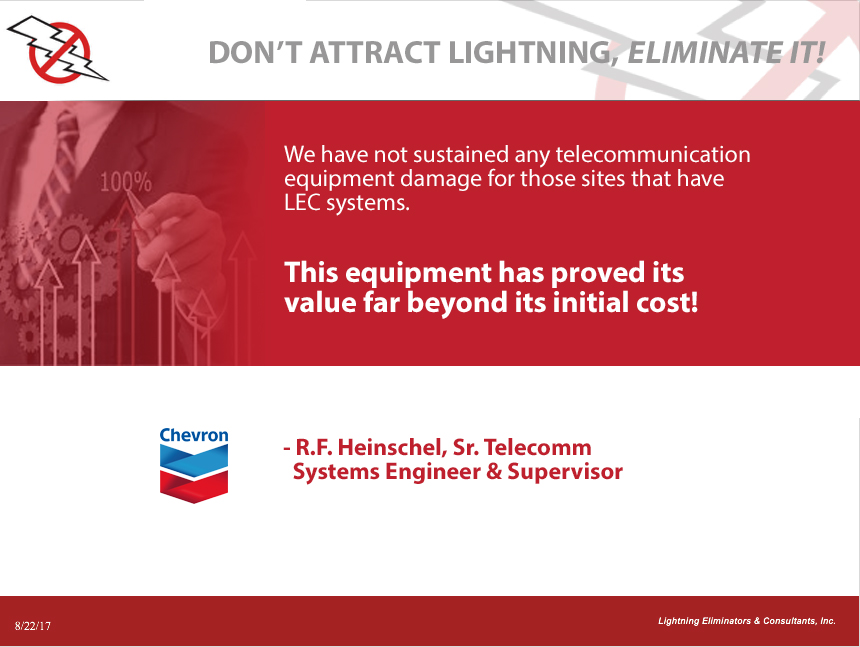 DON’T ATTRACT LIGHTNING, ELIMINATE IT!
We have not sustained any telecommunication
equipment damage for those sites that have
LEC systems.
100%
This equipment has proved its
value far beyond its initial cost!
Chevron
- R.F. Heinschel, Sr. Telecomm
Systems Engineer & Supervisor
8/22/17
Lightning Eliminators & Consultants, Inc.